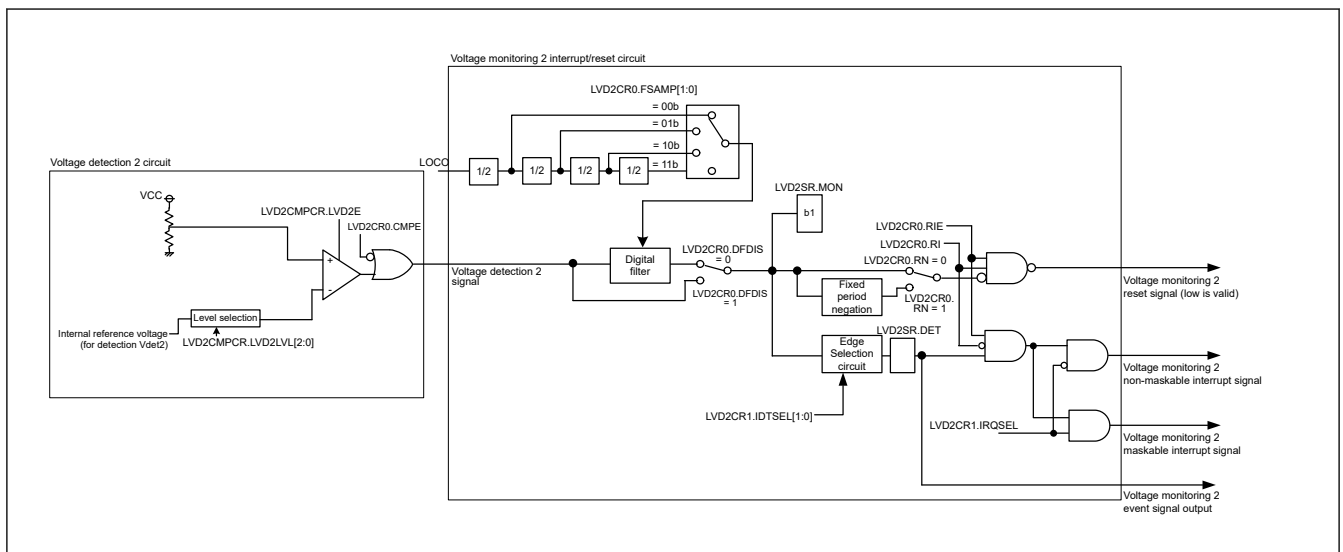 Voltage monitoring 2 interrupt/reset circuit
LVD2CR0.FSAMP[1:0]
= 00b
= 01b
= 10b
= 11b
LOCO
1/2
1/2
1/2
1/2
Voltage detection 2 circuit
VCC
LVD2CMPCR.LVD2E
LVD2CR0.CMPE
+
-
Level selection
Internal reference voltage
(for detection Vdet2)
LVD2CMPCR.LVD2LVL[2:0]
Voltage detection 2
signal
Digital
filter
LVD2CR0.DFDIS
= 0
LVD2CR0.DFDIS
= 1
LVD2SR.MON
b1
LVD2CR0.RIE
LVD2CR0.RI
LVD2CR0.RN = 0
Fixed
period
negation
LVD2CR0.
RN = 1
Voltage monitoring 2
reset signal (low is valid)
Edge
Selection
circuit
LVD2SR.DET
LVD2CR1.IDTSEL[1:0]
Voltage monitoring 2
non-maskable interrupt signal
LVD2CR1.IRQSEL
Voltage monitoring 2
maskable interrupt signal
Voltage monitoring 2
event signal output